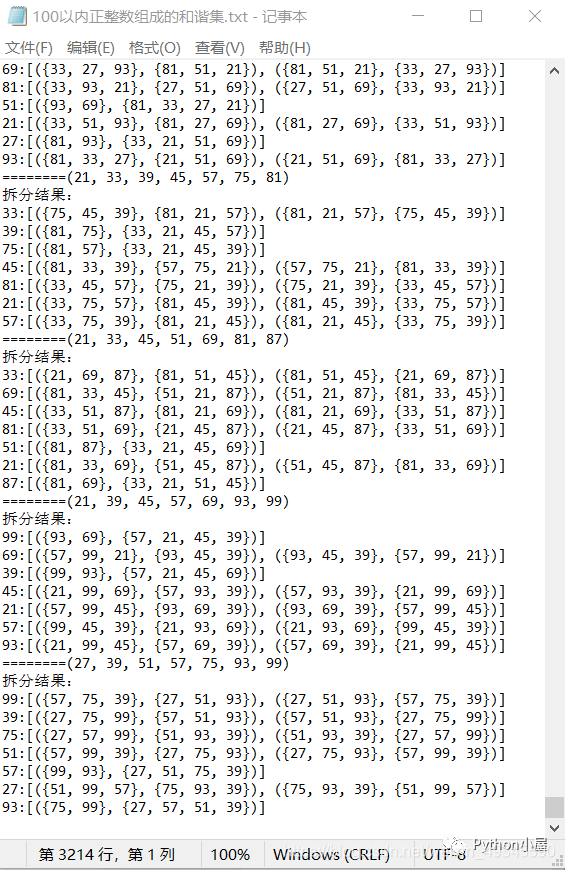 100以内正整数组成的和谐集.txt - 记事本
文件(F) 编辑(E) 格式(O) 查看(V) 帮助(H)
69:[({33, 27, 93}, {81, 51, 21}), ({81, 51, 21}, {33, 27, 93})]
81:[({33, 93, 21}, {27, 51, 69}), ({27, 51, 69}, {33, 93, 21})]
51:[({93, 69}, {81, 33, 27, 21})]
21:[({33, 51, 93}, {81, 27, 69}), ({81, 27, 69}, {33, 51, 93})]
27:[({81, 93}, {33, 21, 51, 69})]
93:[({81, 33, 27}, {21, 51, 69}), ({21, 51, 69}, {81, 33, 27})]
========(21, 33, 39, 45, 57, 75, 81)
拆分结果:
33:[({75, 45, 39}, {81, 21, 57}), ({81, 21, 57}, {75, 45, 39})]
39:[({81, 75}, {33, 21, 45, 57})]
75:[({81, 57}, {33, 21, 45, 39})]
45:[({81, 33, 39}, {57, 75, 21}), ({57, 75, 21}, {81, 33, 39})]
81:[({33, 45, 57}, {75, 21, 39}), ({75, 21, 39}, {33, 45, 57})]
21:[({33, 75, 57}, {81, 45, 39}), ({81, 45, 39}, {33, 75, 57})]
57:[({33, 75, 39}, {81, 21, 45}), ({81, 21, 45}, {33, 75, 39})]
========(21, 33, 45, 51, 69, 81, 87)
拆分结果:
33:[({21, 69, 87}, {81, 51, 45}), ({81, 51, 45}, {21, 69, 87})]
69:[({81, 33, 45}, {51, 21, 87}), ({51, 21, 87}, {81, 33, 45})]
45:[({33, 51, 87}, {81, 21, 69}), ({81, 21, 69}, {33, 51, 87})]
81:[({33, 51, 69}, {21, 45, 87}), ({21, 45, 87}, {33, 51, 69})]
51:[({81, 87}, {33, 21, 45, 69})]
21:[({81, 33, 69}, {51, 45, 87}), ({51, 45, 87}, {81, 33, 69})]
87:[({81, 69}, {33, 21, 51, 45})]
========(21, 39, 45, 57, 69, 93, 99)
拆分结果:
99:[({93, 69}, {57, 21, 45, 39})]
69:[({57, 99, 21}, {93, 45, 39}), ({93, 45, 39}, {57, 99, 21})]
39:[({99, 93}, {57, 21, 45, 69})]
45:[({21, 99, 69}, {57, 93, 39}), ({57, 93, 39}, {21, 99, 69})]
21:[({57, 99, 45}, {93, 69, 39}), ({93, 69, 39}, {57, 99, 45})]
57:[({99, 45, 39}, {21, 93, 69}), ({21, 93, 69}, {99, 45, 39})]
93:[({21, 99, 45}, {57, 69, 39}), ({57, 69, 39}, {21, 99, 45})]
========(27, 39, 51, 57, 75, 93, 99)
拆分结果:
99:[({57, 75, 39}, {27, 51, 93}), ({27, 51, 93}, {57, 75, 39})]
39:[({27, 75, 99}, {57, 51, 93}), ({57, 51, 93}, {27, 75, 99})]
75:[({27, 57, 99}, {51, 93, 39}), ({51, 93, 39}, {27, 57, 99})]
51:[({57, 99, 39}, {27, 75, 93}), ({27, 75, 93}, {57, 99, 39})]
57:[({99, 93}, {27, 51, 75, 39})]
27:[({51, 99, 57}, {75, 93, 39}), ({75, 93, 39}, {51, 99, 57})]
93:[({75, 99}, {27, 57, 51, 39})]
第 3214 行，第 1 列 100% Windows (CRLF) UTF-8
Python小屋